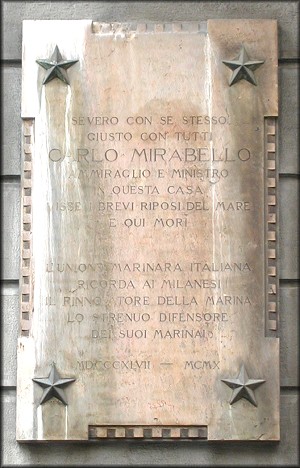 SEVERO CON SE STESSO
GIUSTO CON TUTTI
CARLO MIRABELLO
AMMIRAGLIO E MINISTRO
IN QUESTA CASA
VISSE I BREVI RIPOSI DEL MARE
E QUI MORÌ
L'UNIONE MARINARA ITALIANA
RICORDA AI MILANESI
IL RINNOVATORE DELLA MARINA
LO STRENUO DIFENSORE
DEI SUOI MARINAI
MDCCCXLVII — MCMX